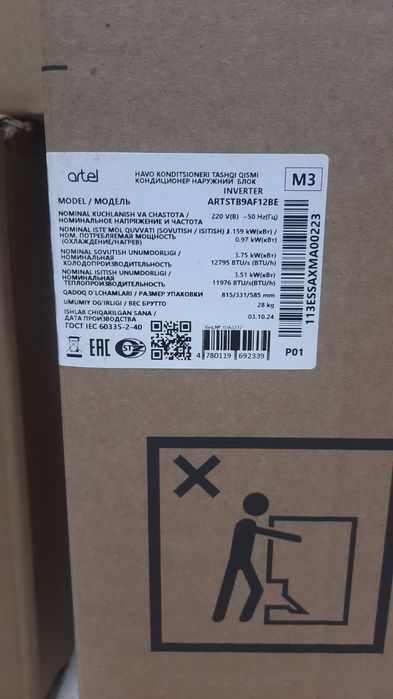 artel
HAVO KONDITSIONERI TASHQI QISMI
КОНДИЦИОНЕР НАРУЖНИЙ БЛОК
INVERTER
M3
MODEL / МОДЕЛЬ ARTSTB9AF12BE
NOMINAL KUCHLANISH VA CHASTOTA / 220 V(В) ~50 Hz(Гц)
НОМИНАЛЬНОЕ НАПРЯЖЕНИЕ И ЧАСТОТА
NOMINAL ISTE'MOL QUVVATI (SOVUTISH / ISITISH) / 1.159 kW(кВт) /
НОМ. ПОТРЕБЛЯЕМАЯ МОЩНОСТЬ 0.97 kW(кВт)
(ОХЛАЖДЕНИЕ/НАГРЕВ)
NOMINAL SOVUTISH UNUMDORLIGI / 3.75 kW(кВт) /
НОМИНАЛЬНАЯ 12795 BTU/s (BTU/h)
ХОЛОДОПРОИЗВОДИТЕЛЬНОСТЬ
NOMINAL ISITISH UNUMDORLIGI / 3.51 kW(кВт) /
НОМИНАЛЬНАЯ 11976 BTU/s (BTU/h)
ТЕПЛОПРОИЗВОДИТЕЛЬНОСТЬ
QADOQ O'LCHAMLARI / РАЗМЕР УПАКОВКИ 815/331/585 mm
UMUMIY OG'IRLIGI / ВЕС БРУТТО 28 kg
ISHLAB CHIQARILGAN SANA / 03.10.24
ДАТА ПРОИЗВОДСТВА
ГОСТ IEC 60335-2-40
EAC
4 780119 692339
P01
113ESSAXMA00223